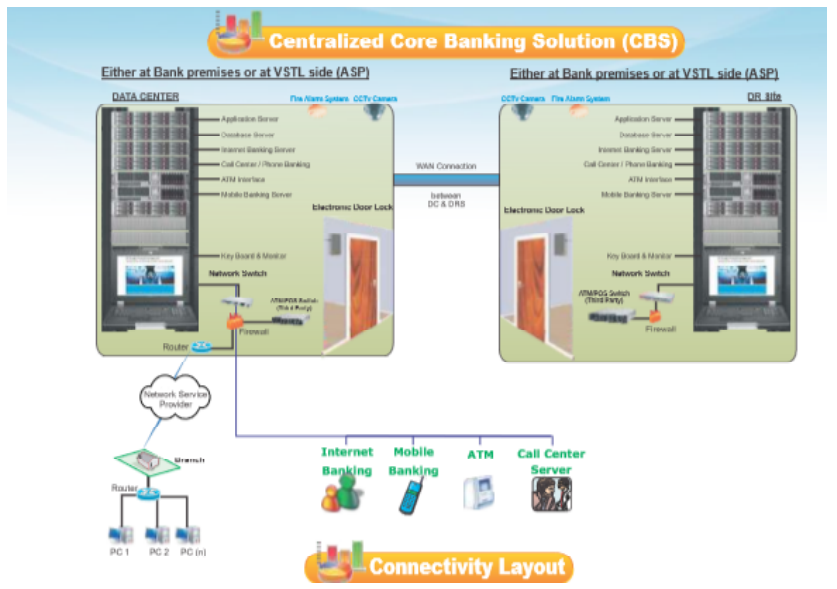 Centralized Core Banking Solution (CBS)
Either at Bank premises or at VSTL side (ASP)
DATA CENTER
Fire Alarm System
CCTv Camera
Application Server
Database Server
Internet Banking Server
Call Center / Phone Banking
ATM Interface
Mobile Banking Server
Electronic Door Lock
Key Board & Monitor
Network Switch
ATM/POS Switch
(Third Party)
Firewall
Router
WAN Connection
between
DC & DRS
Either at Bank premises or at VSTL side (ASP)
CCTv Camera
Fire Alarm System
DR Site
Application Server
Database Server
Internet Banking Server
Call Center / Phone Banking
ATM Interface
Mobile Banking Server
Electronic Door Lock
Key Board & Monitor
Network Switch
ATM/POS Switch
(Third Party)
Firewall
Network Service
Provider
Branch
Router
PC 1
PC 2
PC (n)
Internet
Banking
Mobile
Banking
ATM
Call Center
Server
Connectivity Layout